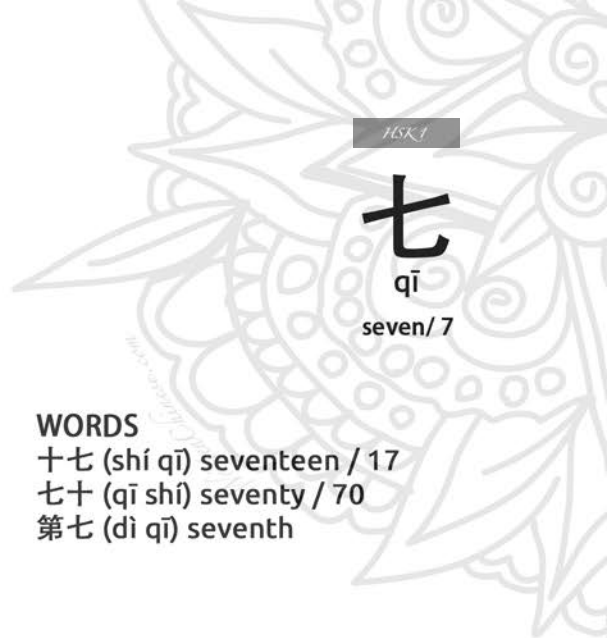 HSK 1
七
qī
seven/ 7
WORDS
十七 (shí qī) seventeen / 17
七十 (qī shí) seventy / 70
第七 (dì qī) seventh